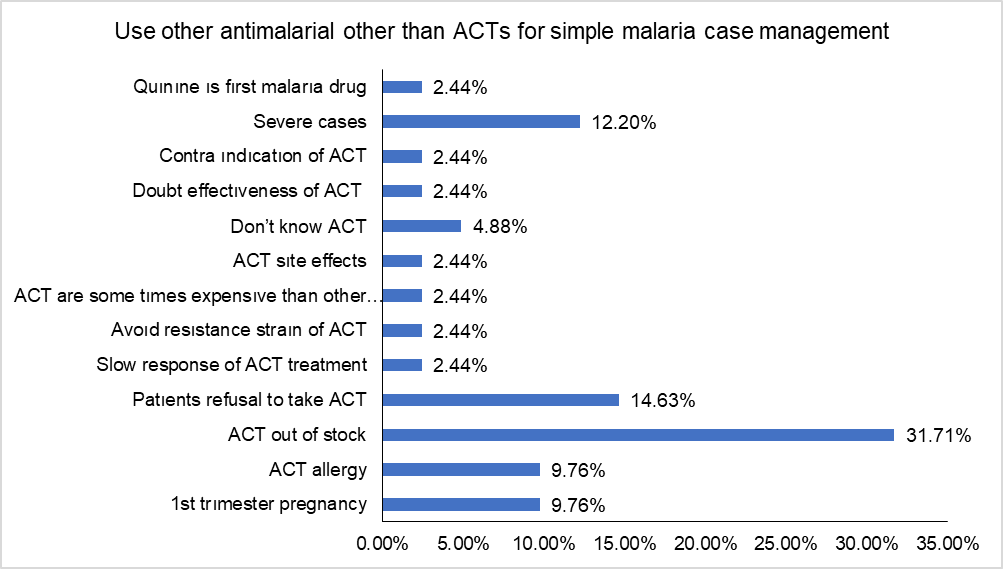 Use other antimalarial other than ACTs for simple malaria case management
Quinine is first malaria drug 2.44%
Severe cases 12.20%
Contra indication of ACT 2.44%
Doubt effectiveness of ACT 2.44%
Don’t know ACT 4.88%
ACT site effects 2.44%
ACT are some times expensive than other… 2.44%
Avoid resistance strain of ACT 2.44%
Slow response of ACT treatment 2.44%
Patients refusal to take ACT 14.63%
ACT out of stock 31.71%
ACT allergy 9.76%
1st trimester pregnancy 9.76%
0.00% 5.00% 10.00% 15.00% 20.00% 25.00% 30.00% 35.00%